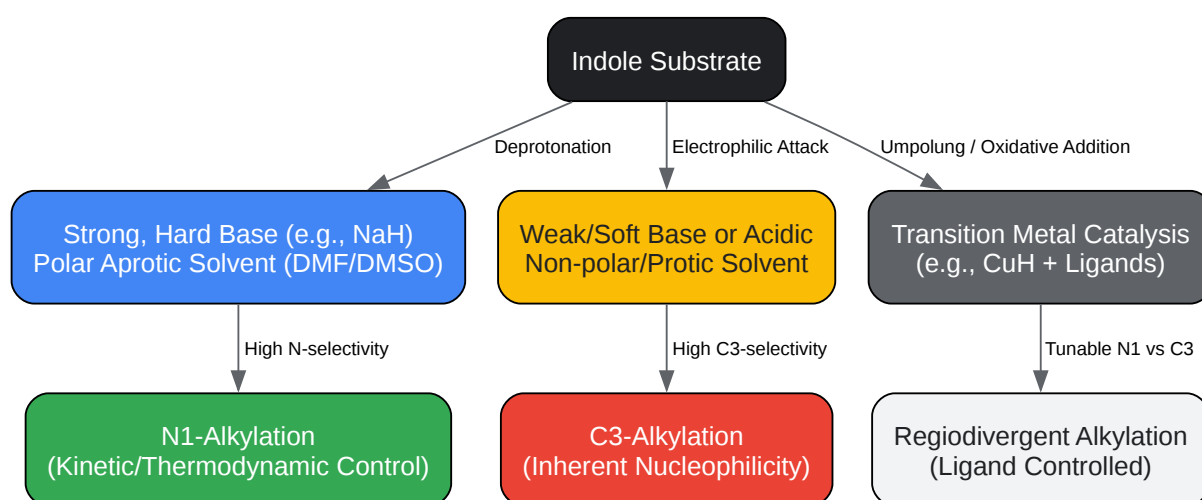 Indole Substrate
Deprotonation
Electrophilic Attack
Umpolung / Oxidative Addition
Strong, Hard Base (e.g., NaH)
Polar Aprotic Solvent (DMF/DMSO)
Weak/Soft Base or Acidic
Non-polar/Protic Solvent
Transition Metal Catalysis
(e.g., CuH + Ligands)
High N-selectivity
High C3-selectivity
Tunable N1 vs C3
N1-Alkylation
(Kinetic/Thermodynamic Control)
C3-Alkylation
(Inherent Nucleophilicity)
Regiodivergent Alkylation
(Ligand Controlled)